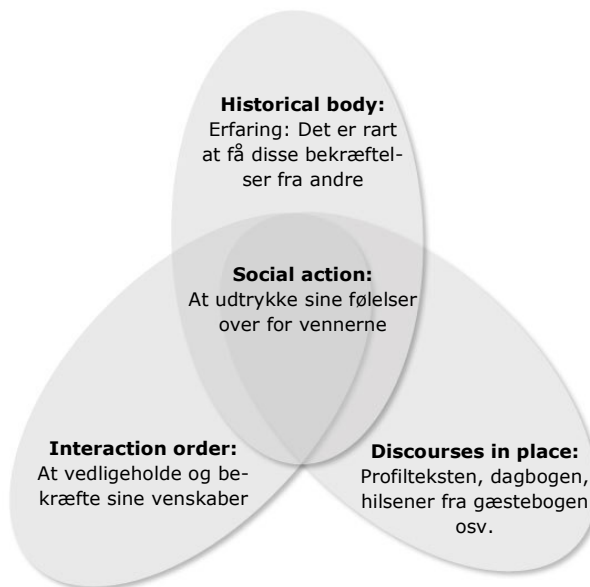 Historical body:
Erfaring: Det er rart
at få disse bekræftel-
ser fra andre
Social action:
At udtrykke sine følelser
over for vennerne
Interaction order:
At vedligeholde og be-
kræfte sine venskaber
Discourses in place:
Profilteksten, dagbogen,
hilsener fra gæstebogen
osv.